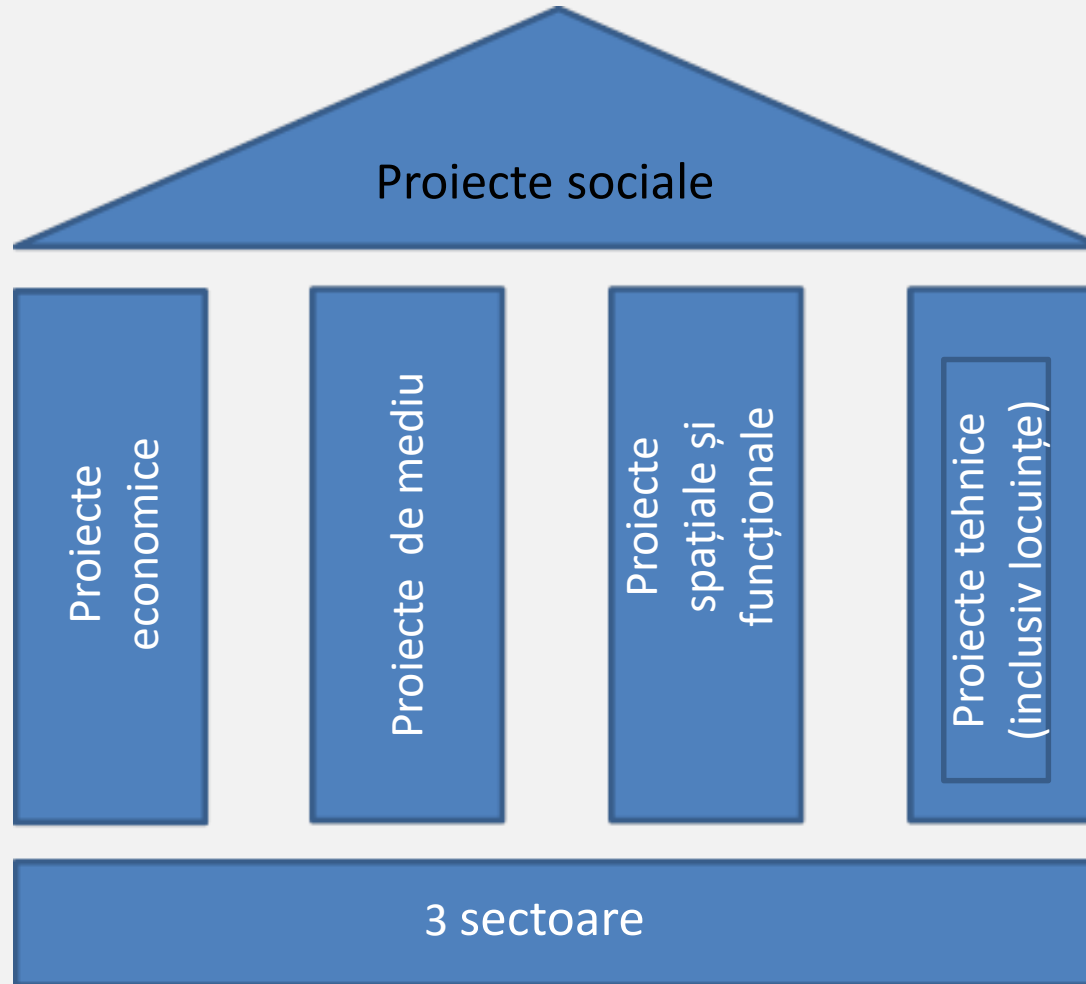 Proiecte sociale
Proiecte
economice
Proiecte de mediu
Proiecte
spațiale și
funcționale
Proiecte tehnice
(inclusiv locuințe)
3 sectoare